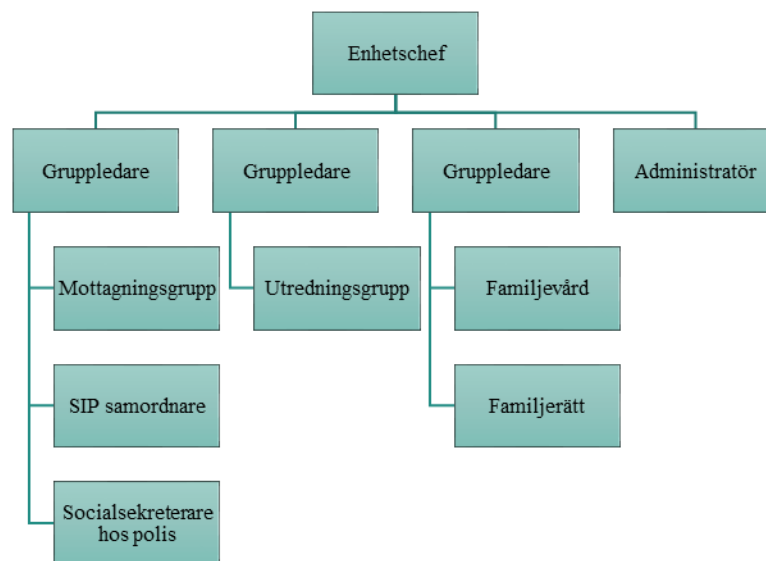 Enhetschef
Gruppledare
Gruppledare
Gruppledare
Administratör
Mottagningsgrupp
Utredningsgrupp
Familjevård
SIP samordnare
Familjerätt
Socialsekreterare
hos polis